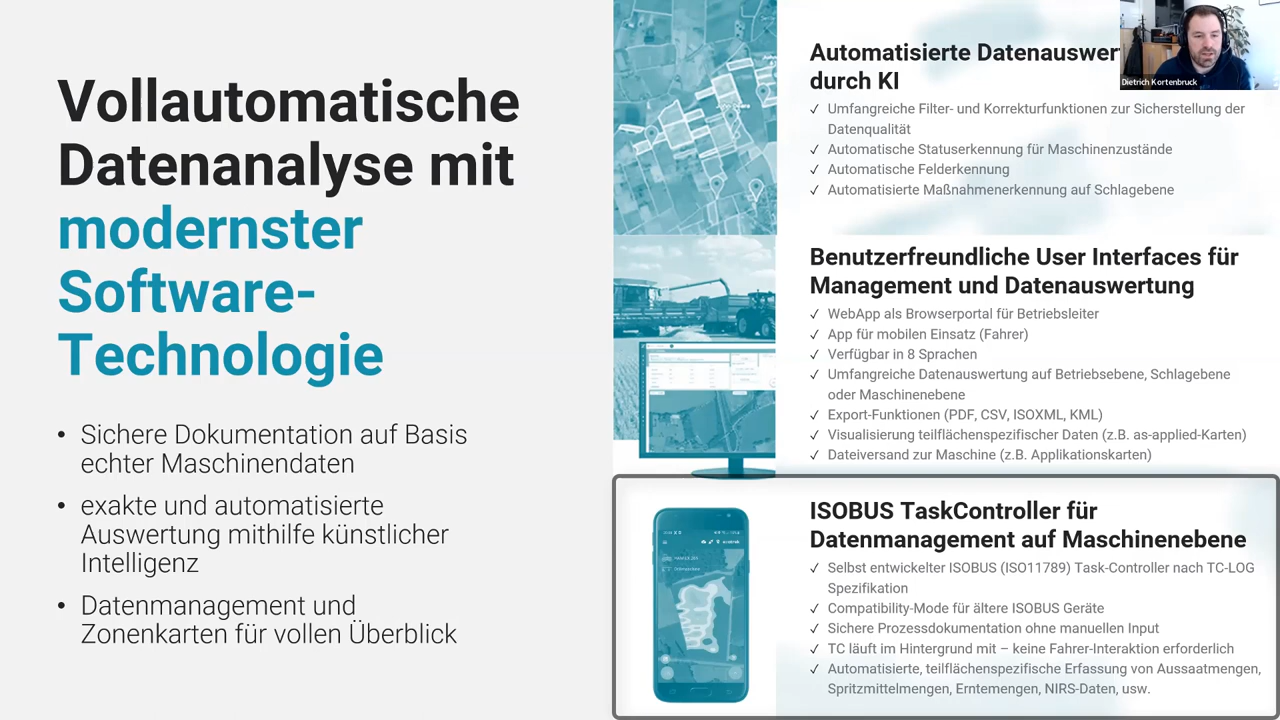 Vollautomatische
Datenanalyse mit
modernster
Software-
Technologie
• Sichere Dokumentation auf Basis
echter Maschinendaten
• exakte und automatisierte
Auswertung mithilfe künstlicher
Intelligenz
• Datenmanagement und
Zonenkarten für vollen Überblick
Automatisierte
durch KI
✓ Umfangreiche Filter- und Korrekturfunktionen zur Sicherstellung der
Datenqualität
✓ Automatische Statuserkennung für Maschinenzustände
✓ Automatische Felderkennung
✓ Automatisierte Maßnahmenerkennung auf Schlagebene
Dietrich Kortenbruck
Benutzerfreundliche User Interfaces für
Management und Datenauswertung
✓ WebApp als Browserportal für Betriebsleiter
✓ App für mobilen Einsatz (Fahrer)
✓ Verfügbar in 8 Sprachen
✓ Umfangreiche Datenauswertung auf Betriebsebene, Schlagebene
oder Maschinenebene
✓ Export-Funktionen (PDF, CSV, ISOXML, KML)
✓ Visualisierung teilflächenspezifischer Daten (z.B. as-applied-Karten)
✓ Dateiversand zur Maschine (z.B. Applikationskarten)
ISOBUS TaskController für
Datenmanagement auf Maschinenebene
✓ Selbst entwickelter ISOBUS (ISO11789) Task-Controller nach TC-LOG
Spezifikation
✓ Compatibility-Mode für ältere ISOBUS Geräte
✓ Sichere Prozessdokumentation ohne manuellen Input
✓ TC läuft im Hintergrund mit – keine Fahrer-Interaktion erforderlich
✓ Automatisierte, teilflächenspezifische Erfassung von Aussaatmengen,
Spritzmittelmengen, Erntemengen, NIRS-Daten, usw.